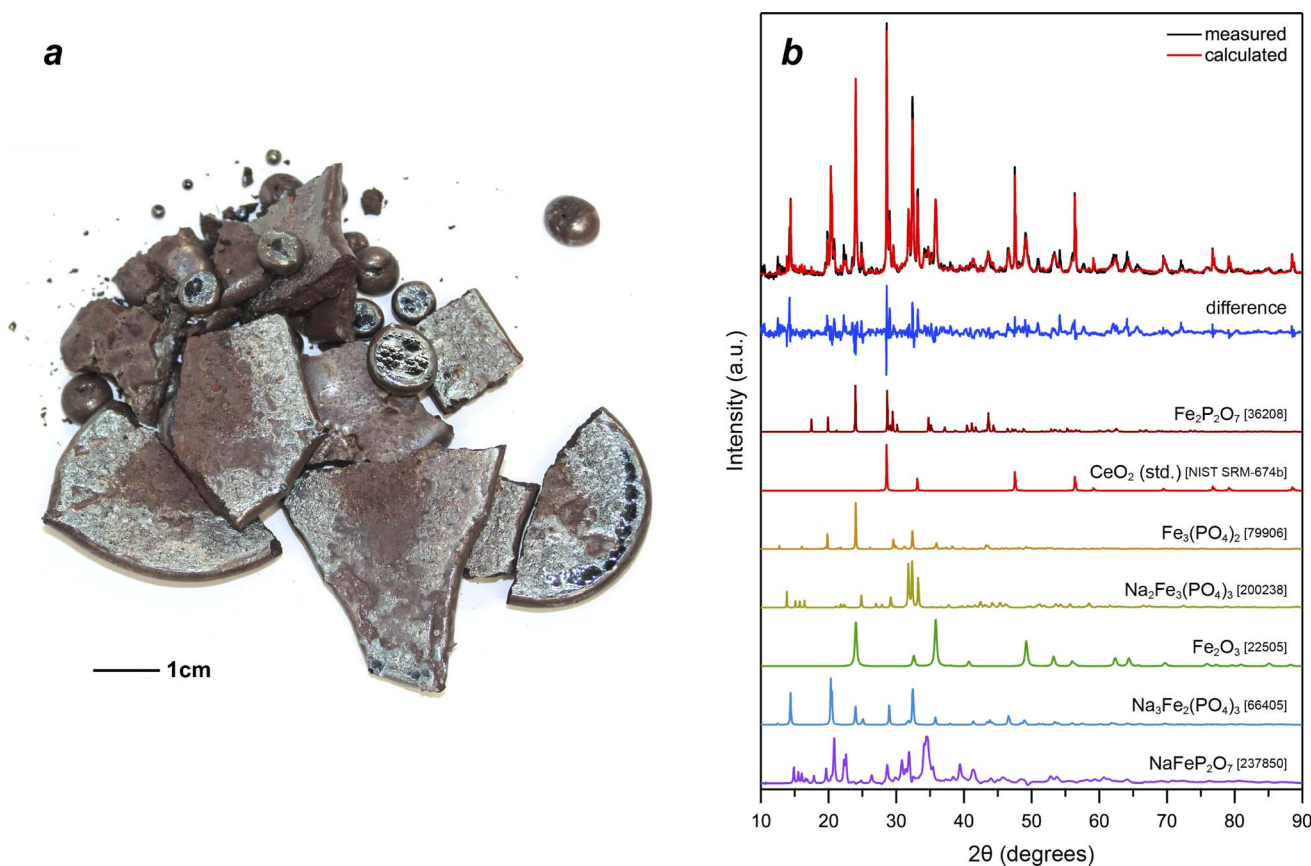 a
1cm
b
measured
calculated
difference
Fe₂P₂O₇ [36208]
CeO₂ (std.) [NIST SRM-674b]
Fe₃(PO₄)₂ [79906]
Na₂Fe₃(PO₄)₃ [200238]
Fe₂O₃ [22505]
Na₃Fe₂(PO₄)₃ [66405]
NaFeP₂O₇ [237850]
Intensity (a.u.)
10 20 30 40 50 60 70 80 90
2θ (degrees)